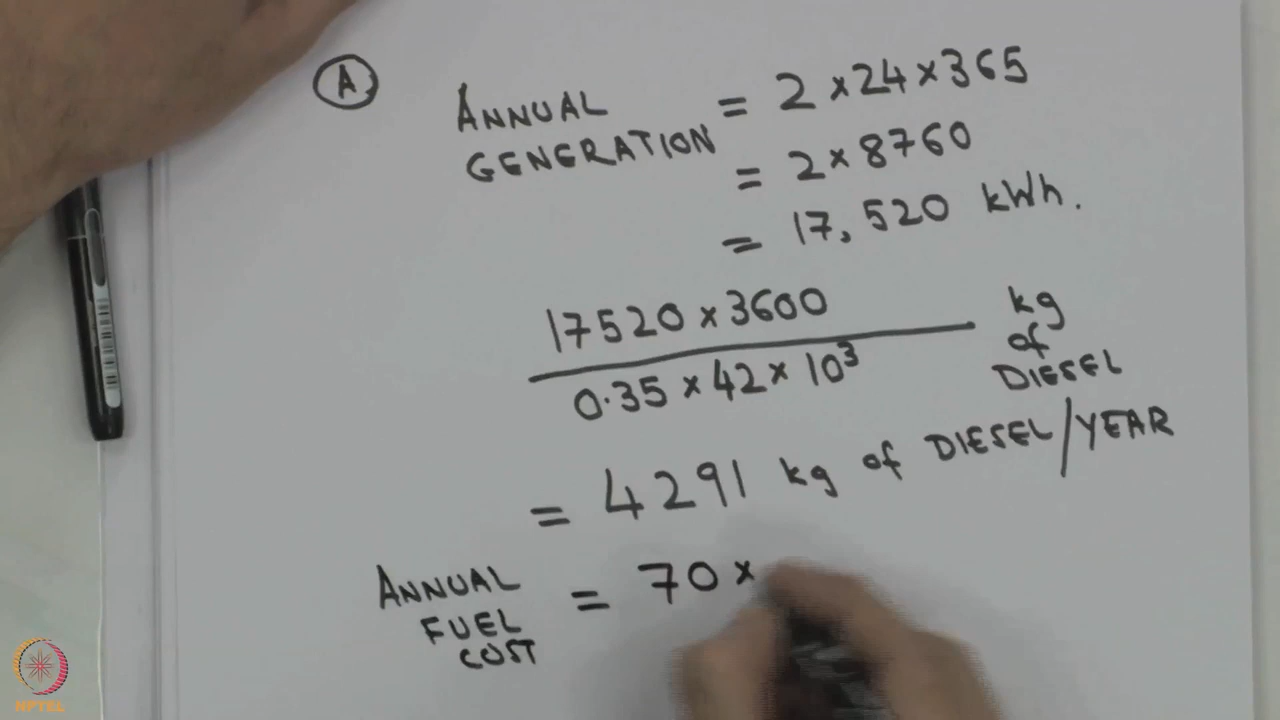 A
ANNUAL GENERATION = 2 × 24 × 365
= 2 × 8760
= 17,520 kWh.
17520 × 3600
0.35 × 42 × 10³
kg of DIESEL
= 4291 kg of DIESEL/YEAR
ANNUAL FUEL COST = 70 ×
NPTEL